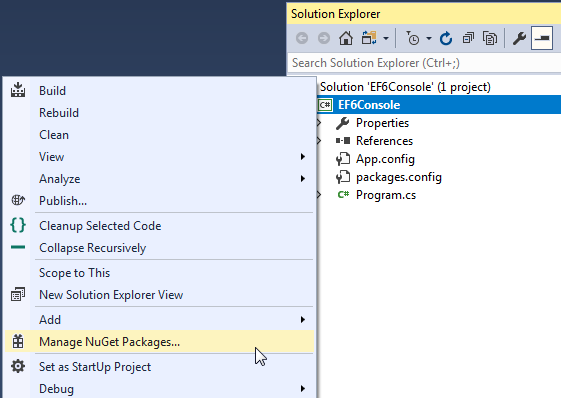 Solution Explorer
Search Solution Explorer (Ctrl+;)
Solution 'EF6Console' (1 project)
C# EF6Console
Properties
References
App.config
packages.config
C# Program.cs
Build
Rebuild
Clean
View
Analyze
Publish...
Cleanup Selected Code
Collapse Recursively
Scope to This
New Solution Explorer View
Add
Manage NuGet Packages...
Set as StartUp Project
Debug